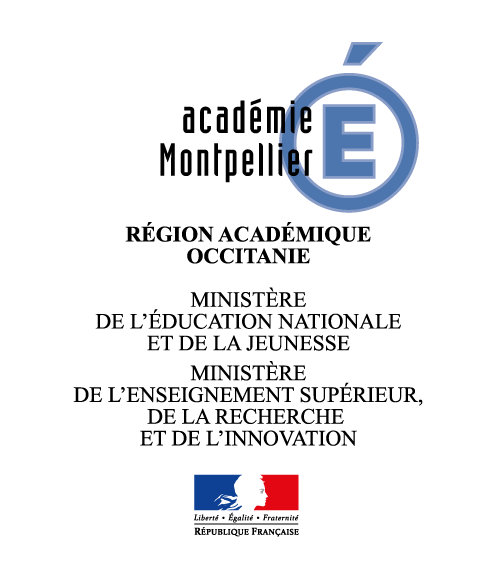 académie
Montpellier
É
RÉGION ACADÉMIQUE
OCCITANIE
MINISTÈRE
DE L’ÉDUCATION NATIONALE
ET DE LA JEUNESSE
MINISTÈRE
DE L’ENSEIGNEMENT SUPÉRIEUR,
DE LA RECHERCHE
ET DE L’INNOVATION
Liberté • Égalité • Fraternité
RÉPUBLIQUE FRANÇAISE